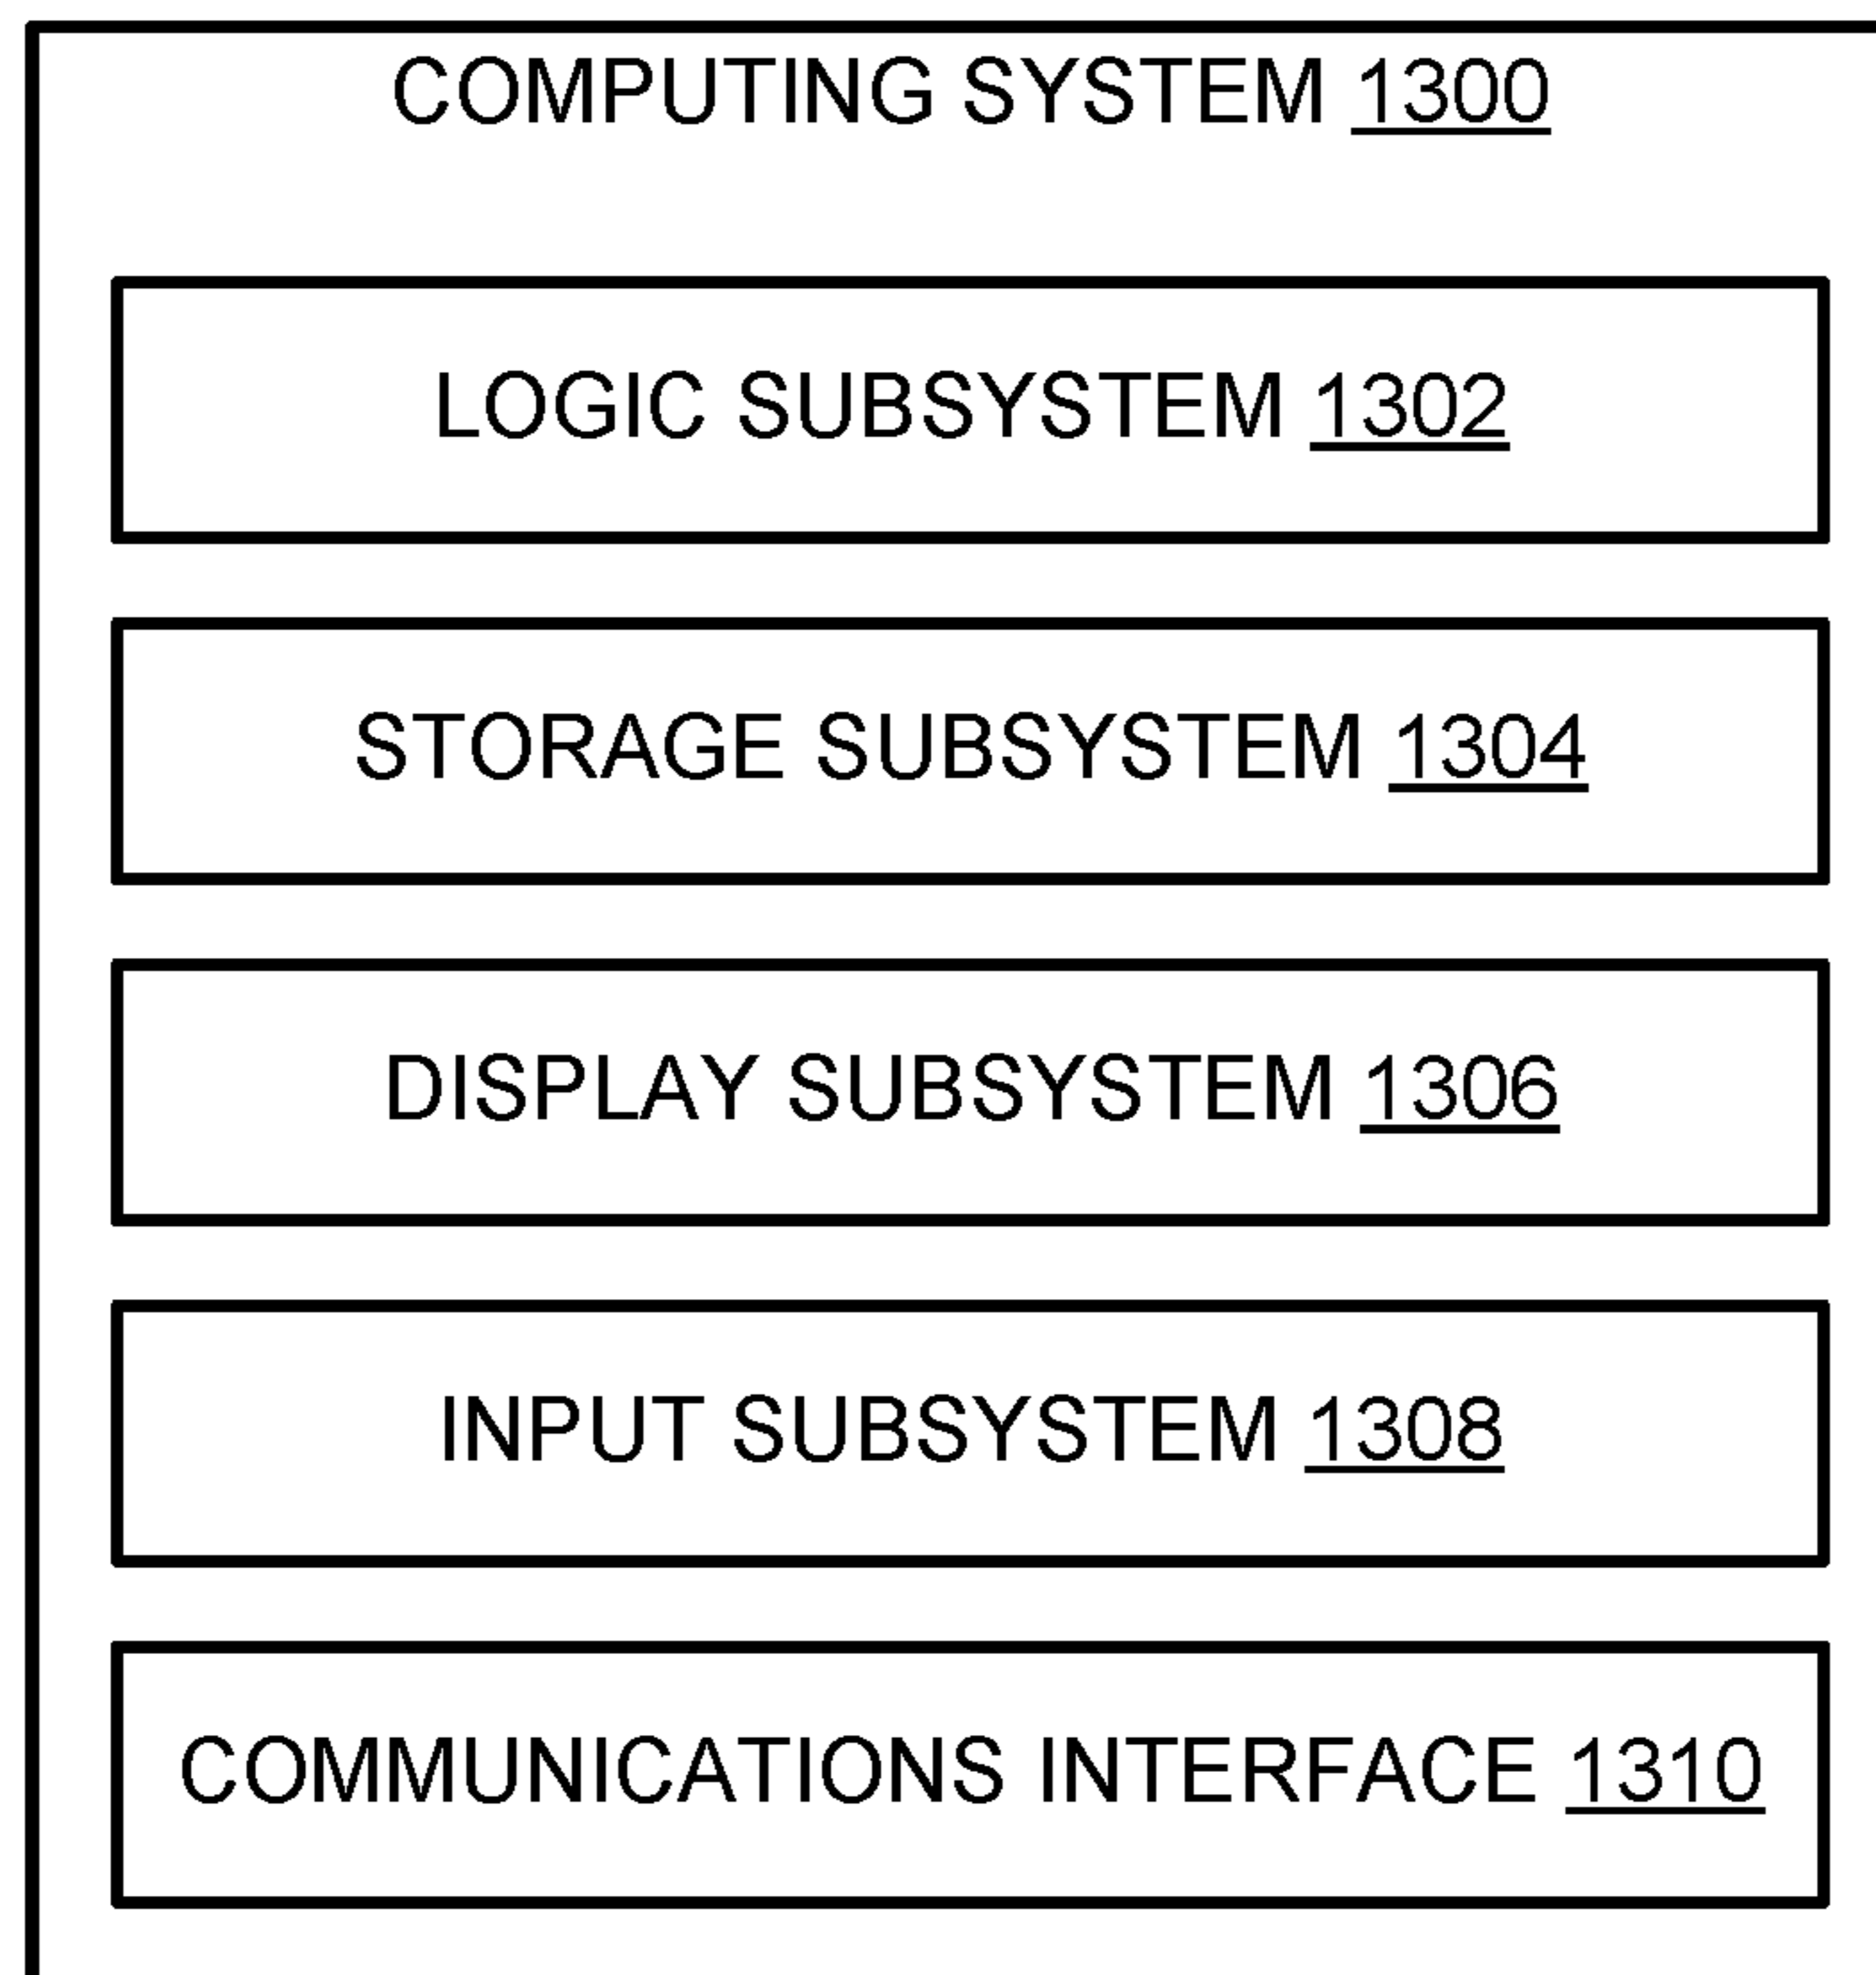 COMPUTING SYSTEM 1300
LOGIC SUBSYSTEM 1302
STORAGE SUBSYSTEM 1304
DISPLAY SUBSYSTEM 1306
INPUT SUBSYSTEM 1308
COMMUNICATIONS INTERFACE 1310